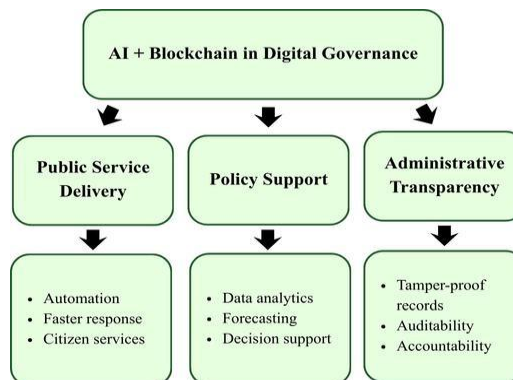 AI + Blockchain in Digital Governance
Public Service
Delivery
Policy Support
Administrative
Transparency
• Automation
• Faster response
• Citizen services
• Data analytics
• Forecasting
• Decision support
• Tamper-proof
records
• Auditability
• Accountability